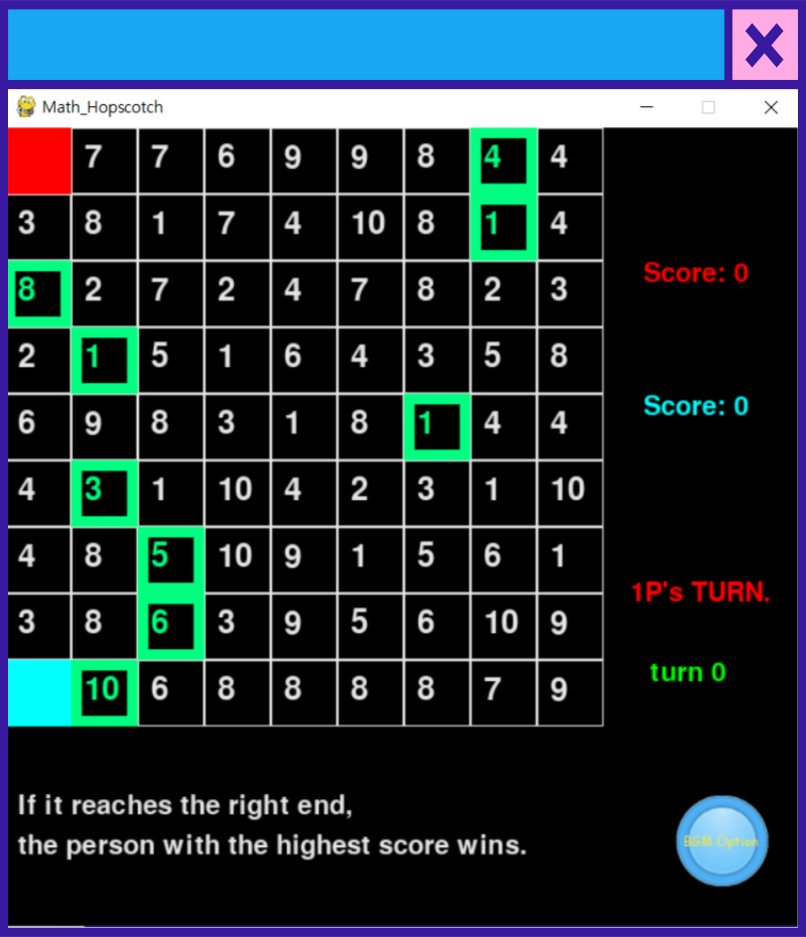 Math_Hopscotch
7 7 6 9 9 8 4 4
3 8 1 7 4 10 8 1 4
8 2 7 2 4 7 8 2 3
Score: 0
2 1 5 1 6 4 3 5 8
6 9 8 3 1 8 1 4 4
Score: 0
4 3 1 10 4 2 3 1 10
4 8 5 10 9 1 5 6 1
1P's TURN.
3 8 6 3 9 5 6 10 9
10 6 8 8 8 8 7 9
turn 0
If it reaches the right end,
the person with the highest score wins.
BGM Option